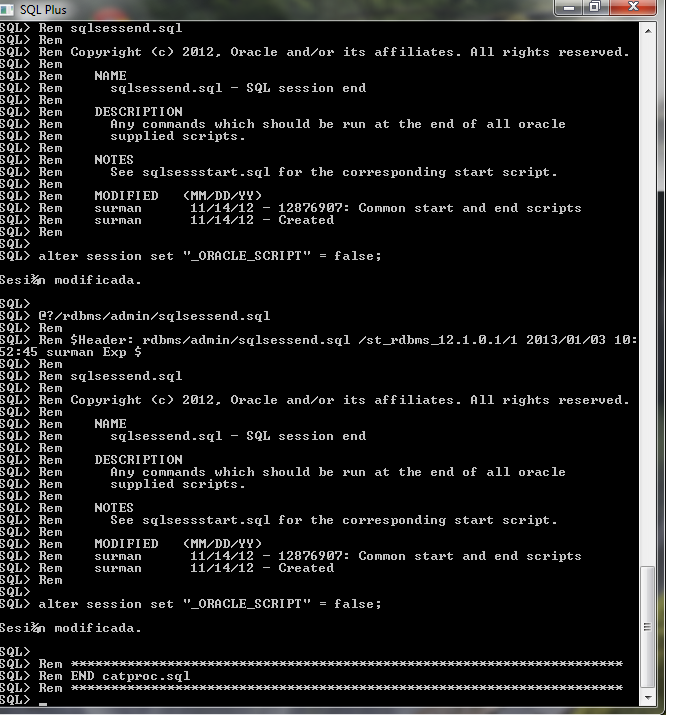 SQL Plus
SQL> Rem sqlsessend.sql
SQL> Rem
SQL> Rem Copyright (c) 2012, Oracle and/or its affiliates. All rights reserved.
SQL> Rem
SQL> Rem    NAME
SQL> Rem      sqlsessend.sql - SQL session end
SQL> Rem
SQL> Rem    DESCRIPTION
SQL> Rem      Any commands which should be run at the end of all oracle
SQL> Rem      supplied scripts.
SQL> Rem
SQL> Rem    NOTES
SQL> Rem      See sqlsessstart.sql for the corresponding start script.
SQL> Rem
SQL> Rem    MODIFIED   (MM/DD/YY)
SQL> Rem    surman      11/14/12 - 12876907: Common start and end scripts
SQL> Rem    surman      11/14/12 - Created
SQL> Rem
SQL>
SQL> alter session set "_ORACLE_SCRIPT" = false;
Sesi¾n modificada.
SQL>
SQL> @?/rdbms/admin/sqlsessend.sql
SQL> Rem
SQL> Rem $Header: rdbms/admin/sqlsessend.sql /st_rdbms_12.1.0.1/1 2013/01/03 10:
52:45 surman Exp $
SQL> Rem
SQL> Rem sqlsessend.sql
SQL> Rem
SQL> Rem Copyright (c) 2012, Oracle and/or its affiliates. All rights reserved.
SQL> Rem
SQL> Rem    NAME
SQL> Rem      sqlsessend.sql - SQL session end
SQL> Rem
SQL> Rem    DESCRIPTION
SQL> Rem      Any commands which should be run at the end of all oracle
SQL> Rem      supplied scripts.
SQL> Rem
SQL> Rem    NOTES
SQL> Rem      See sqlsessstart.sql for the corresponding start script.
SQL> Rem
SQL> Rem    MODIFIED   (MM/DD/YY)
SQL> Rem    surman      11/14/12 - 12876907: Common start and end scripts
SQL> Rem    surman      11/14/12 - Created
SQL> Rem
SQL>
SQL> alter session set "_ORACLE_SCRIPT" = false;
Sesi¾n modificada.
SQL>
SQL> Rem *********************************************************************
SQL> Rem END catproc.sql
SQL> Rem *********************************************************************
SQL> _